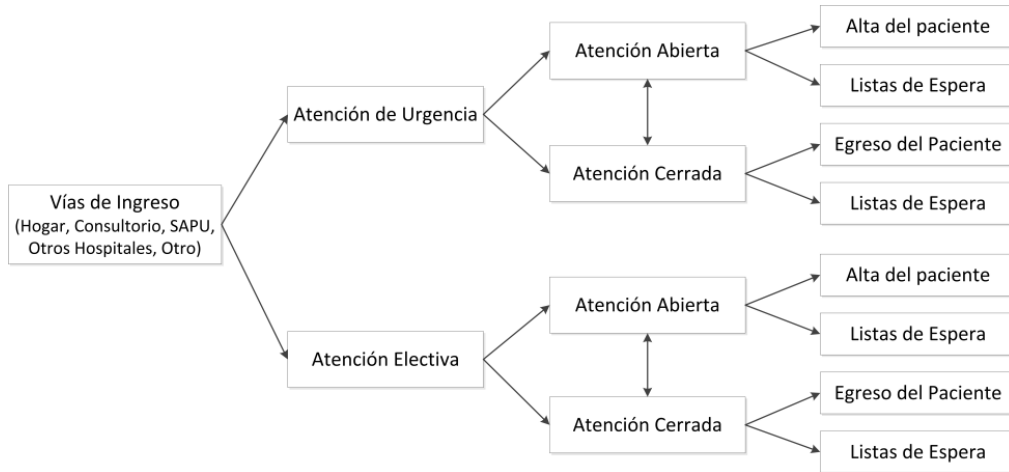 Vías de Ingreso
(Hogar, Consultorio, SAPU,
Otros Hospitales, Otro)
Atención de Urgencia
Atención Electiva
Atención Abierta
Atención Cerrada
Atención Abierta
Atención Cerrada
Alta del paciente
Listas de Espera
Egreso del Paciente
Listas de Espera
Alta del paciente
Listas de Espera
Egreso del Paciente
Listas de Espera